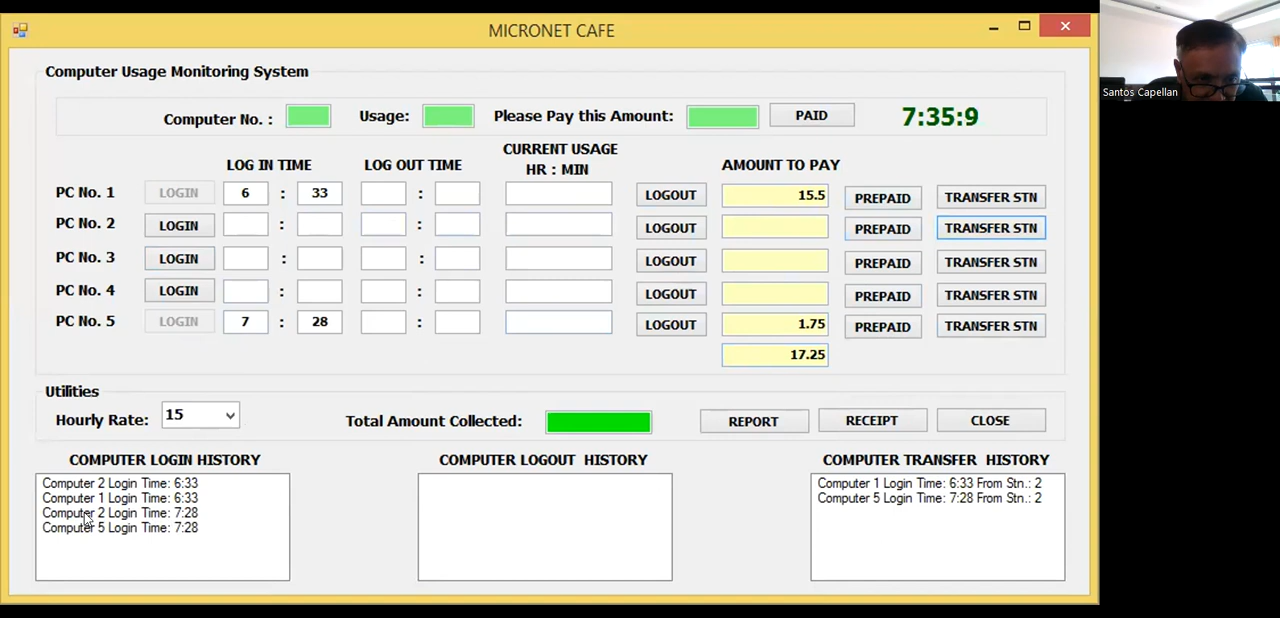 MICRONET CAFE
Santos Capellan
Computer Usage Monitoring System
Computer No. : Usage: Please Pay this Amount: PAID 7:35:9
LOG IN TIME LOG OUT TIME CURRENT USAGE HR : MIN AMOUNT TO PAY
PC No. 1 LOGIN 6 : 33 : LOGOUT 15.5 PREPAID TRANSFER STN
PC No. 2 LOGIN : : LOGOUT PREPAID TRANSFER STN
PC No. 3 LOGIN : : LOGOUT PREPAID TRANSFER STN
PC No. 4 LOGIN : : LOGOUT PREPAID TRANSFER STN
PC No. 5 LOGIN 7 : 28 : LOGOUT 1.75 PREPAID TRANSFER STN
17.25
Utilities
Hourly Rate: 15 Total Amount Collected: REPORT RECEIPT CLOSE
COMPUTER LOGIN HISTORY
Computer 2 Login Time: 6:33
Computer 1 Login Time: 6:33
Computer 2 Login Time: 7:28
Computer 5 Login Time: 7:28
COMPUTER LOGOUT HISTORY
COMPUTER TRANSFER HISTORY
Computer 1 Login Time: 6:33 From Stn.: 2
Computer 5 Login Time: 7:28 From Stn.: 2